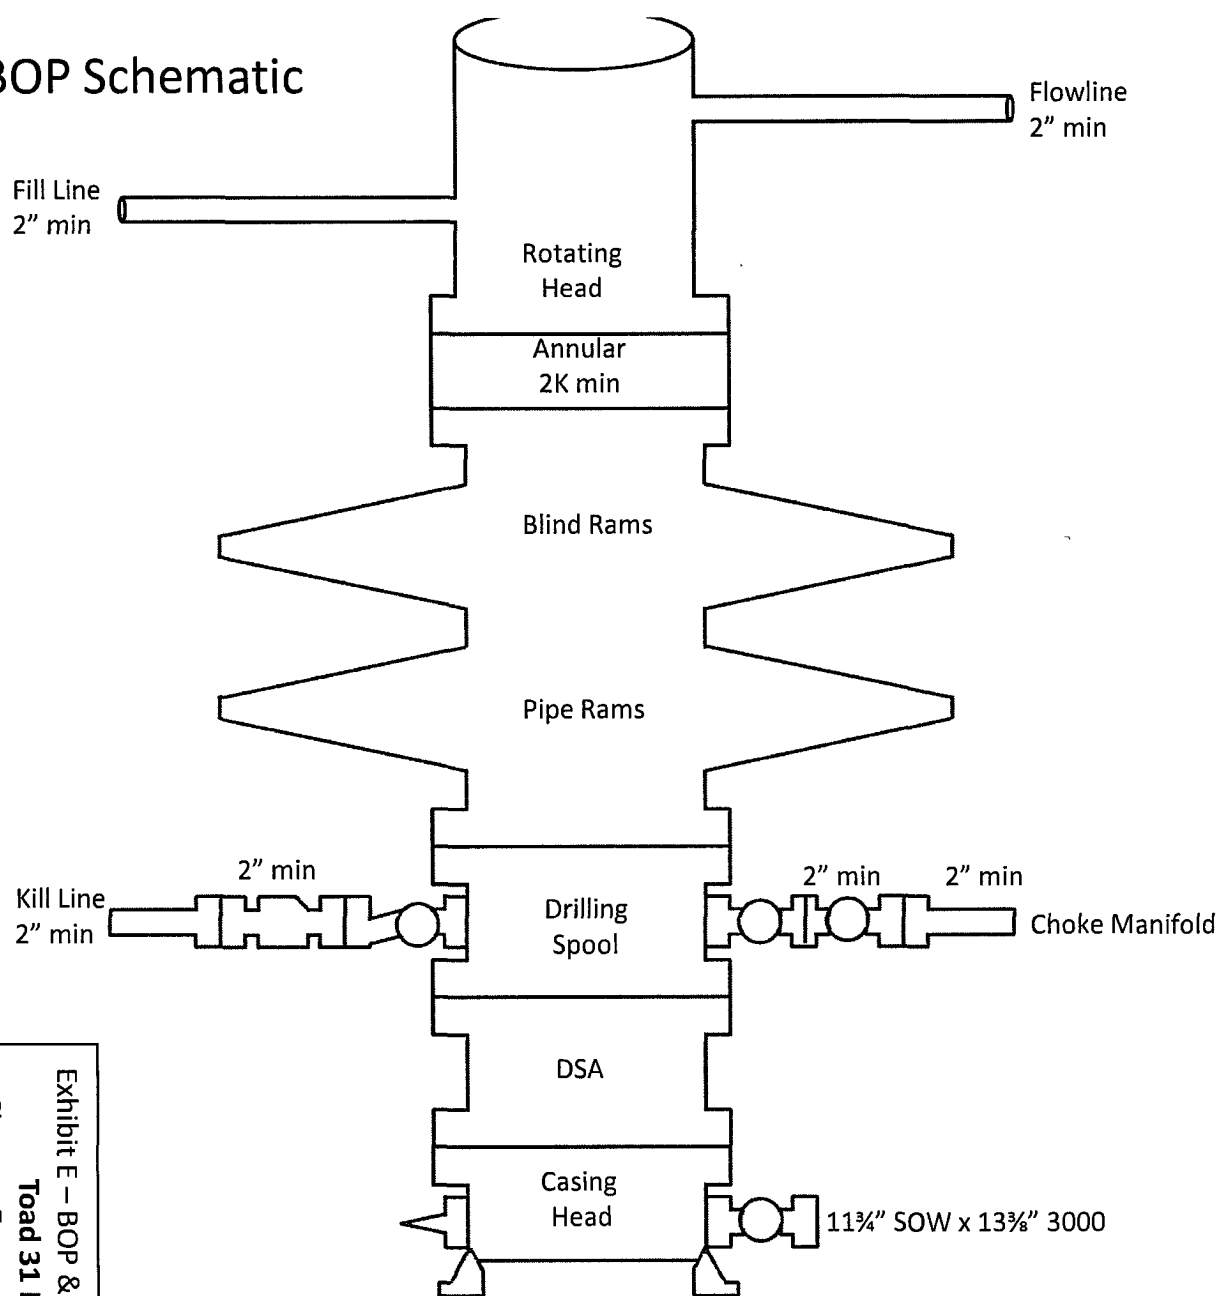 BOP Schematic
Flowline
2” min
Fill Line
2” min
Rotating
Head
Annular
2K min
Blind Rams
Pipe Rams
2” min
Kill Line
2” min
Drilling
Spool
2” min
2” min
Choke Manifold
DSA
Casing
Head
11¾” SOW x 13⅜” 3000
Exhibit E – BOP &
Toad 31